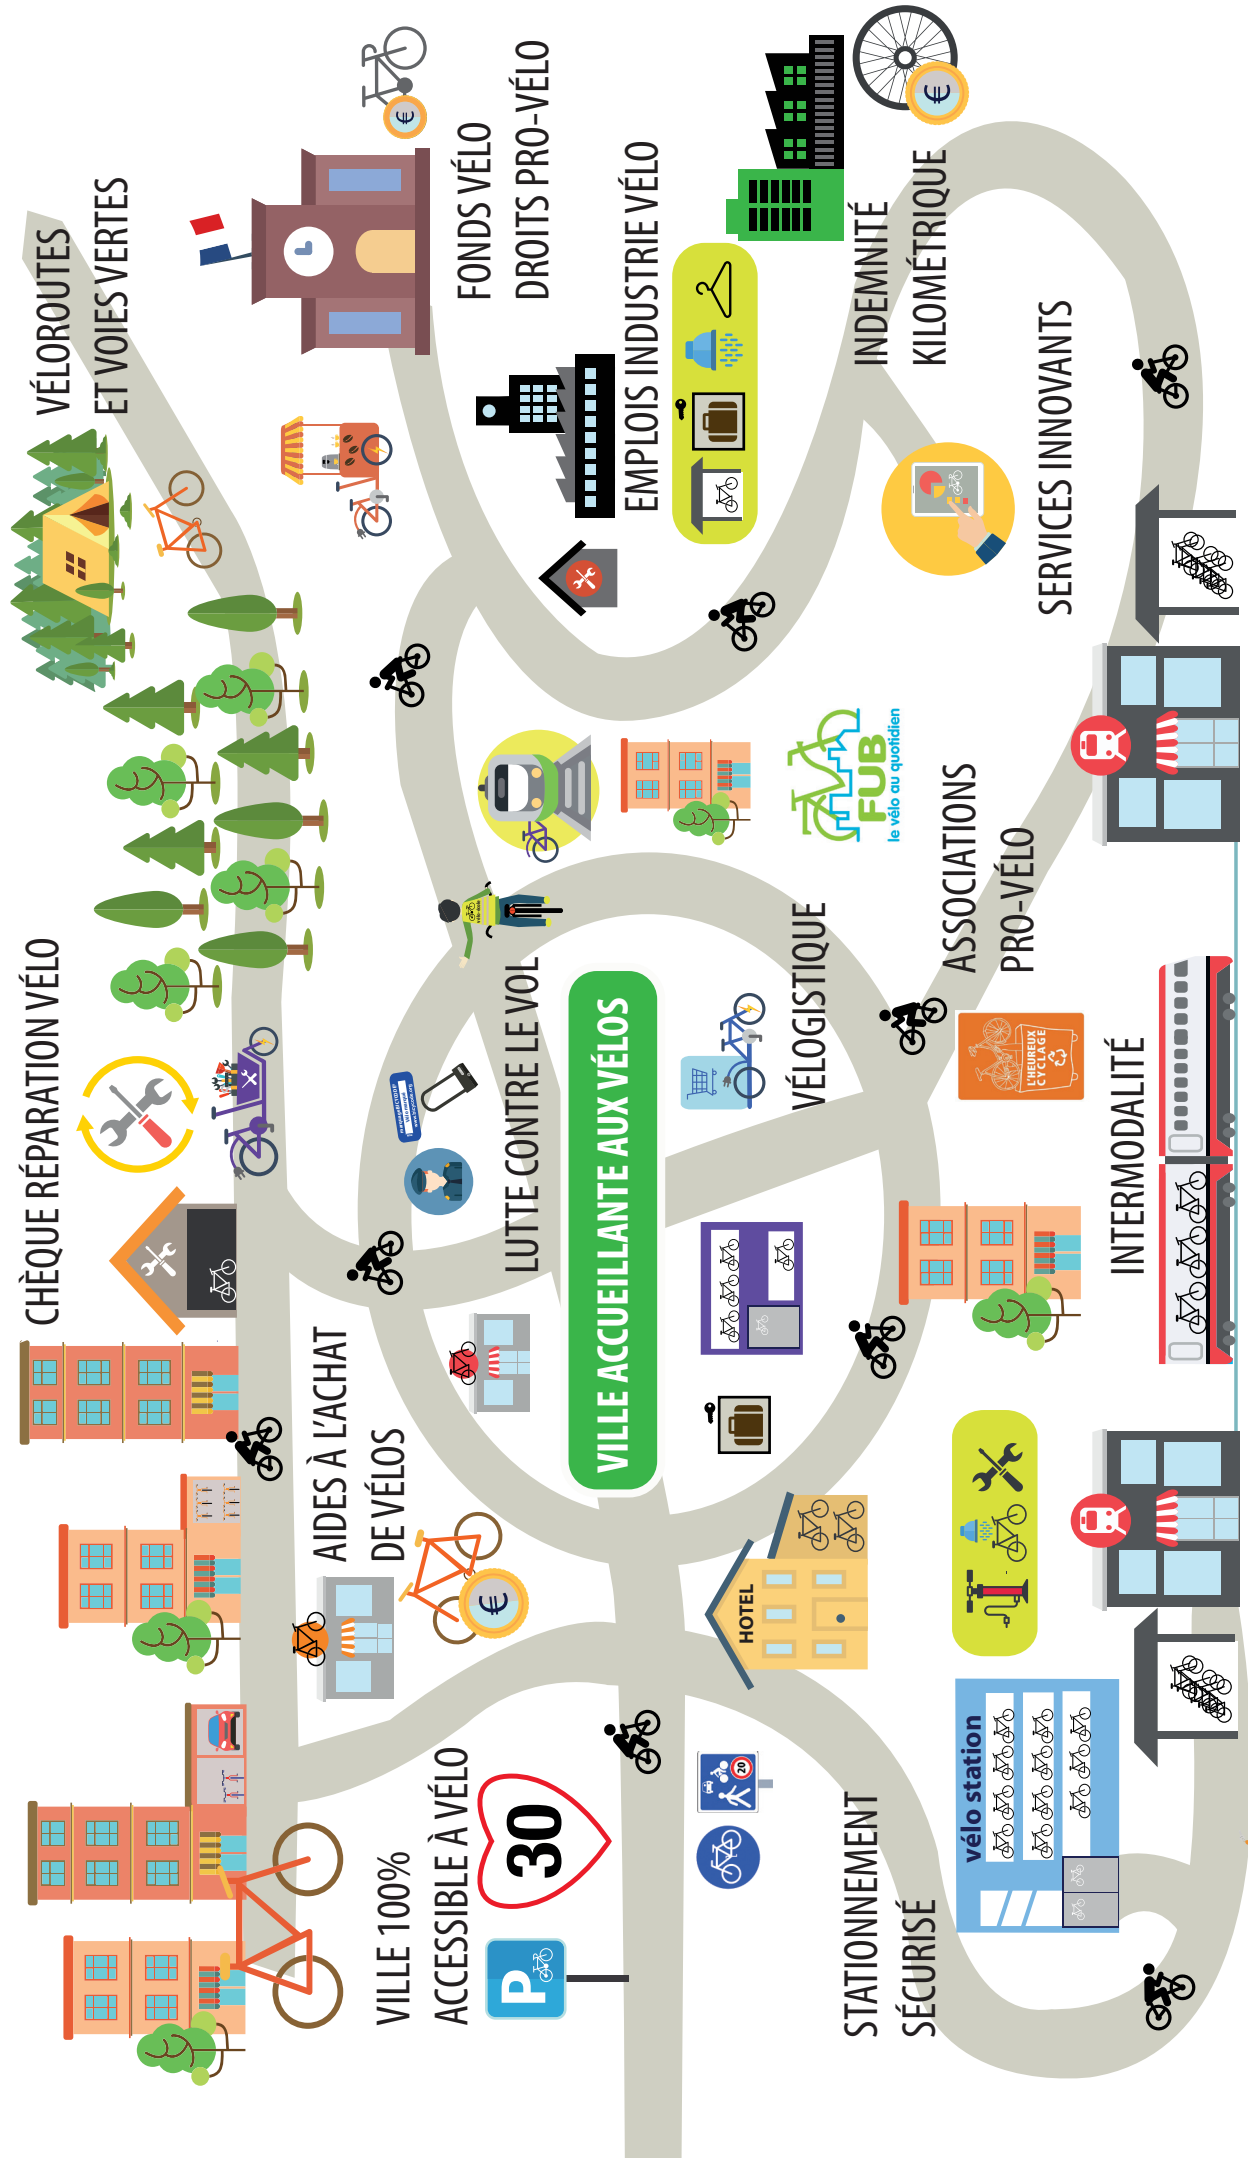 CHÈQUE RÉPARATION VÉLO
VÉLOROUTES
ET VOIES VERTES
AIDES À L'ACHAT
DE VÉLOS
VILLE 100%
ACCESSIBLE À VÉLO
P
30
€
LUTTE CONTRE LE VOL
FONDS VÉLO
DROITS PRO-VÉLO
€
VILLE ACCUEILLANTE AUX VÉLOS
EMPLOIS INDUSTRIE VÉLO
20
HOTEL
VÉLOGISTIQUE
FUB
le vélo au quotidien
INDEMNITÉ
KILOMÉTRIQUE
€
STATIONNEMENT
SÉCURISÉ
vélo station
ASSOCIATIONS
PRO-VÉLO
L'HEUREUX
CYCLAGE
SERVICES INNOVANTS
INTERMODALITÉ